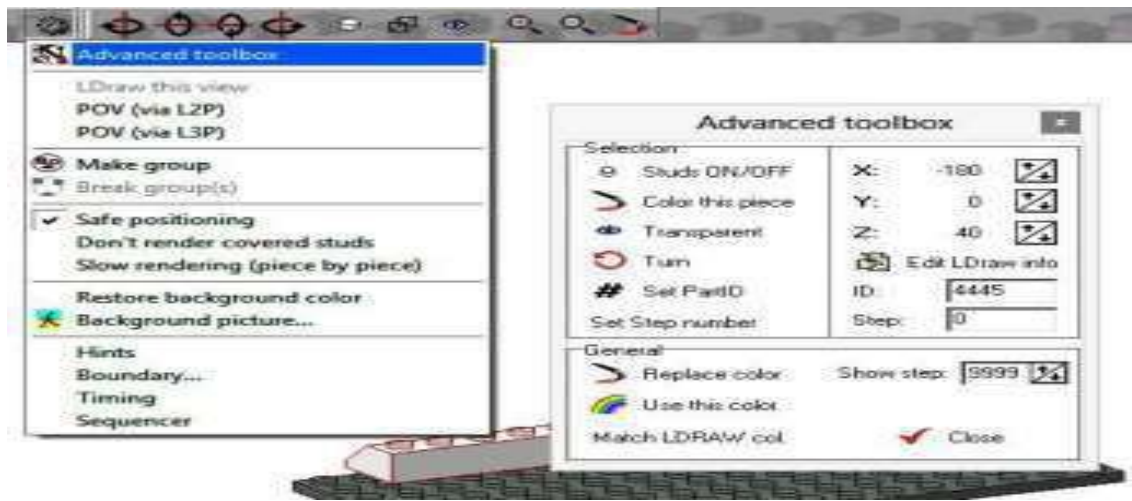 Advanced toolbox
LDraw this view
POV (via L2P)
POV (via L3P)
Make group
Break group(s)
Safe positioning
Don't render covered studs
Slow rendering (piece by piece)
Restore background color
Background picture...
Hints
Boundary...
Timing
Sequencer
Advanced toolbox
Selection
Studs ON/OFF
Color this piece
Transparent
Turn
Set PartID
Set Step number
X: -180
Y: 0
Z: 40
Edit LDraw info
ID: 4445
Step: 0
General
Replace color
Use this color
Match LDRAW col.
Show step: 9999
Close